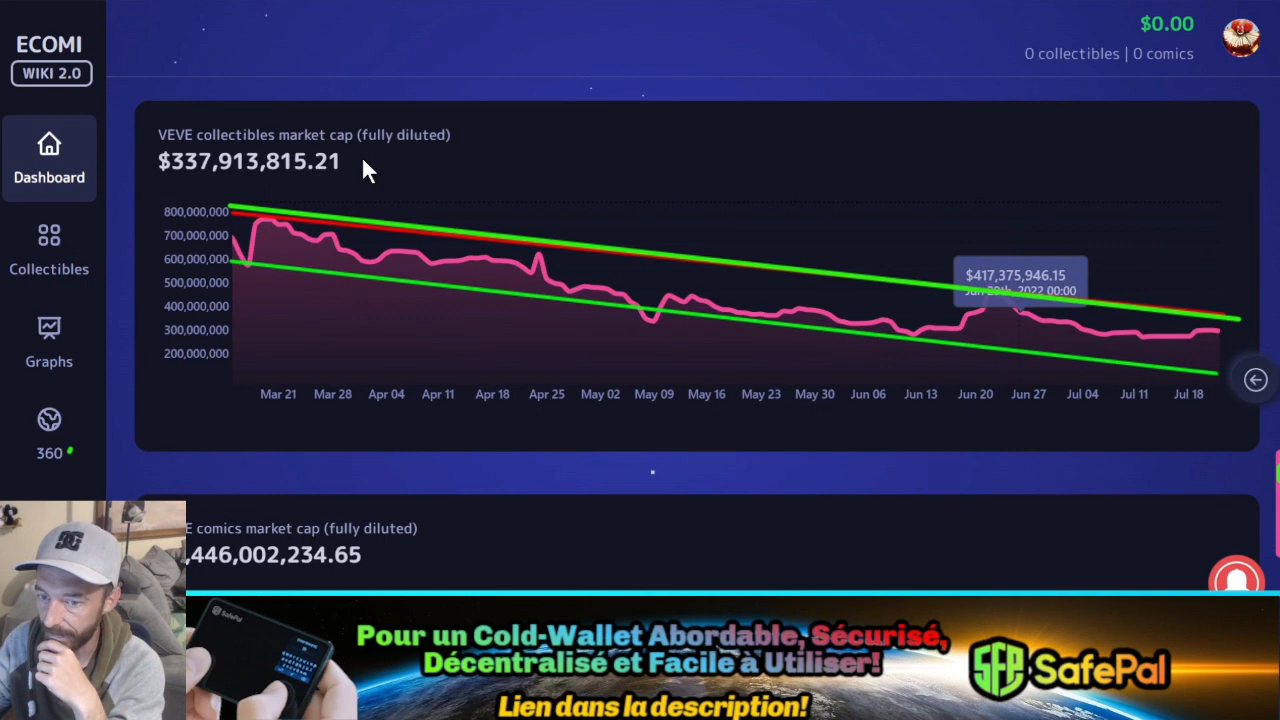 ECOMI
WIKI 2.0
Dashboard
Collectibles
Graphs
360
$0.00
0 collectibles | 0 comics
VEVE collectibles market cap (fully diluted)
$337,913,815.21
800,000,000
700,000,000
600,000,000
500,000,000
400,000,000
300,000,000
200,000,000
$417,375,946.15
2022 00:00
Mar 21 Mar 28 Apr 04 Apr 11 Apr 18 Apr 25 May 02 May 09 May 16 May 23 May 30 Jun 06 Jun 13 Jun 20 Jun 27 Jul 04 Jul 11 Jul 18
E comics market cap (fully diluted)
,446,002,234.65
DC
SafePal
Pour un Cold-Wallet Abordable, Sécurisé,
Décentralisé et Facile à Utiliser!
Lien dans la description!
SFP SafePal